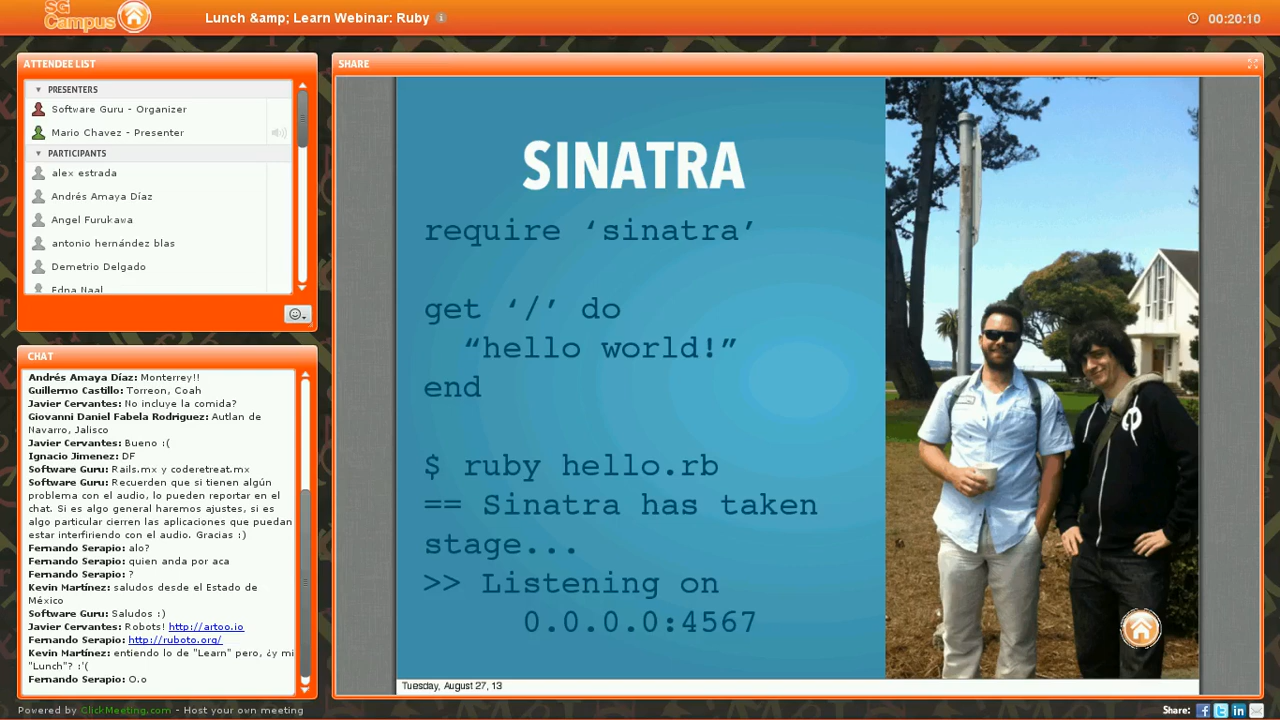 SG
Campus
Lunch &amp; Learn Webinar: Ruby
00:20:10
ATTENDEE LIST
PRESENTERS
Software Guru - Organizer
Mario Chavez - Presenter
PARTICIPANTS
alex estrada
Andrés Amaya Díaz
Angel Furukawa
antonio hernández blas
Demetrio Delgado
Edna Naal
CHAT
Andrés Amaya Díaz: Monterrey!!
Guillermo Castillo: Torreon, Coah
Javier Cervantes: No incluye la comida?
Giovanni Daniel Fabela Rodriguez: Autlan de
Navarro, Jalisco
Javier Cervantes: Bueno :(
Ignacio Jimenez: DF
Software Guru: Rails.mx y coderetreat.mx
Software Guru: Recuerden que si tienen algún
problema con el audio, lo pueden reportar en el
chat. Si es algo general haremos ajustes, si es
algo particular cierren las aplicaciones que puedan
estar interfiriendo con el audio. Gracias :)
Fernando Serapio: alo?
Fernando Serapio: quien anda por aca
Fernando Serapio: ?
Kevin Martínez: saludos desde el Estado de
México
Software Guru: Saludos :)
Javier Cervantes: Robots! http://artoo.io
Fernando Serapio: http://ruboto.org/
Kevin Martínez: entiendo lo de "Learn" pero, ¿y mi
"Lunch"? :'(
Fernando Serapio: O.o
SHARE
SINATRA
require ‘sinatra’
get ‘/’ do
“hello world!”
end
$ ruby hello.rb
== Sinatra has taken
stage...
>> Listening on
0.0.0.0:4567
Tuesday, August 27, 13
Powered by ClickMeeting.com - Host your own meeting
Share: